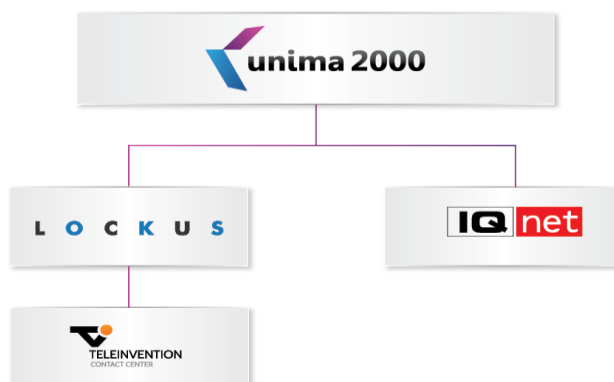 unima 2000
LOCKUS
IQ net
TELEINVENTION
CONTACT CENTER